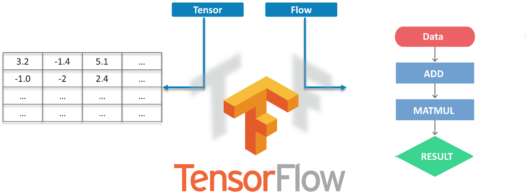 Tensor
Flow
3.2 -1.4 5.1 ...
-1.0 -2 2.4 ...
... ... ... ...
... ... ... ...
Data
ADD
MATMUL
RESULT
TensorFlow